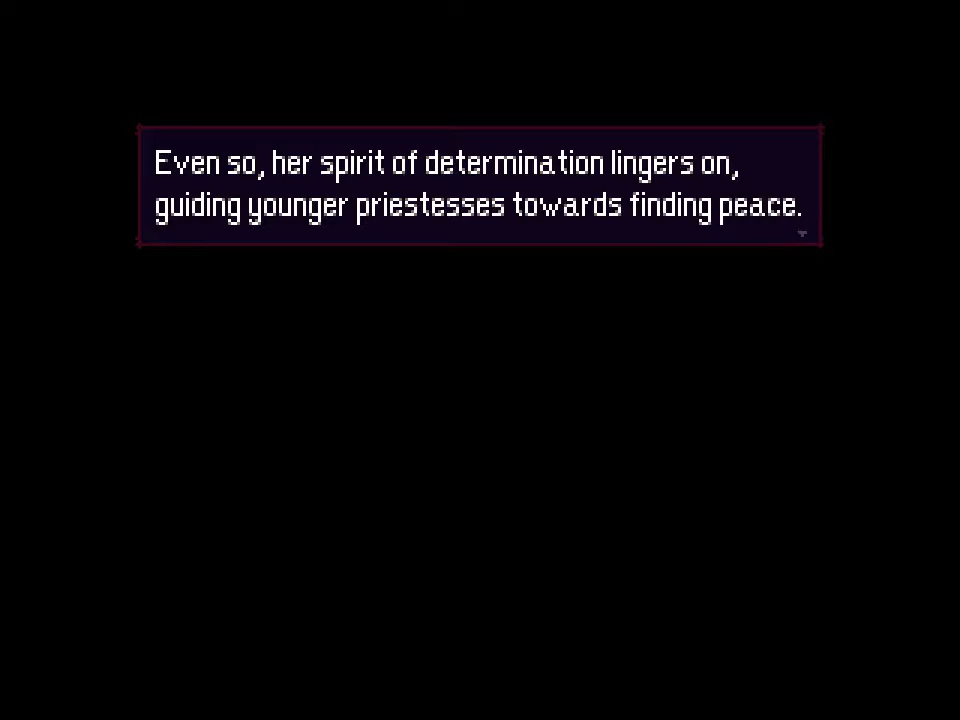 Even so, her spirit of determination lingers on,
guiding younger priestesses towards finding peace.